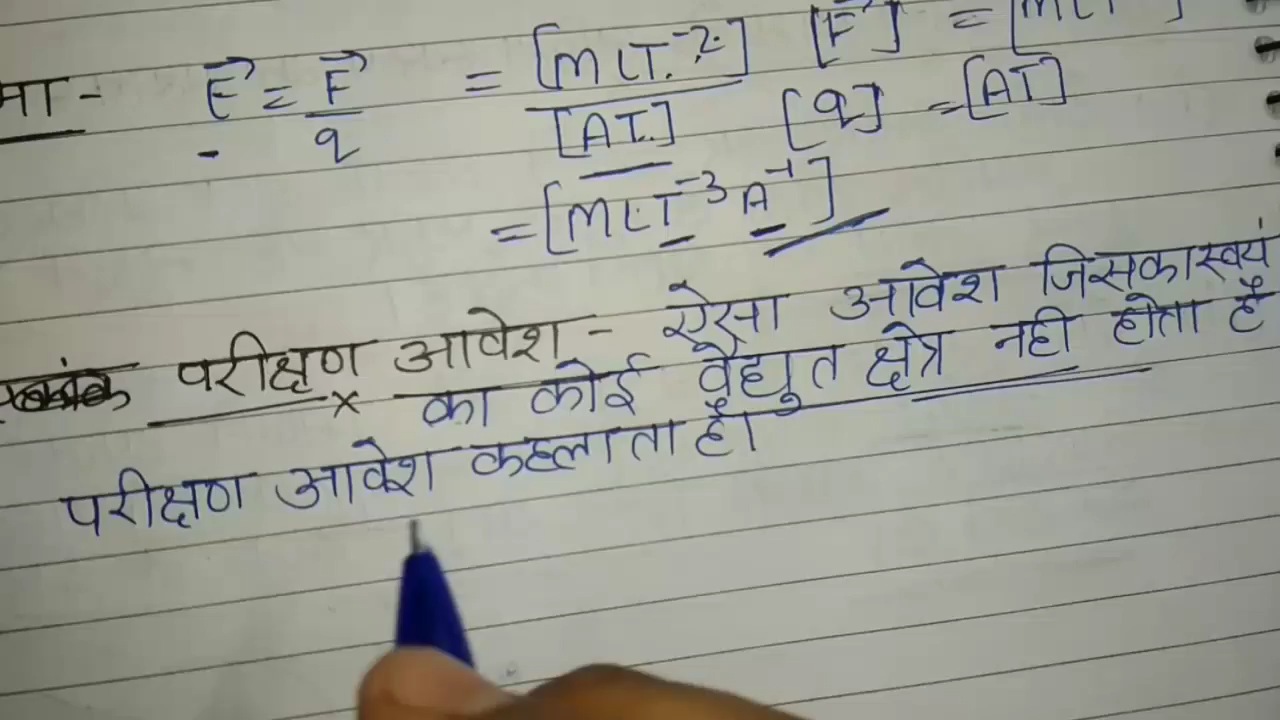 मा- E⃗ = F⃗/q = [MLT⁻²]/[AT] [F⃗] = [MLT
[q] = [AT]
= [MLT⁻³A⁻¹]
परीक्षण आवेश - ऐसा आवेश जिसका स्वयं
का कोई वैद्युत क्षेत्र नही होता है
परीक्षण आवेश कहलाता है।